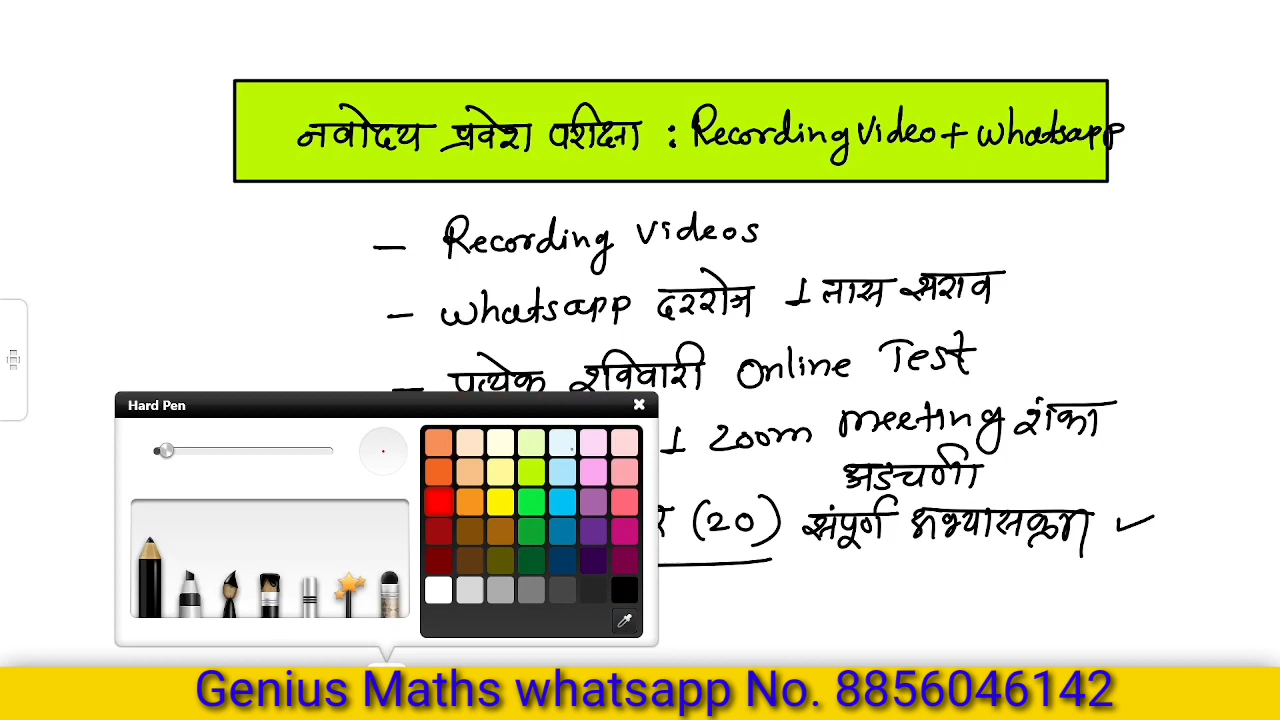 नवोदय प्रवेश परीक्षा : Recording Video + Whatsapp
– Recording Videos
– Whatsapp दररोज 1 तास सराव
– प्रत्येक रविवारी Online Test
Hard Pen
1 Zoom meeting शंका
अडचणी
(20) संपूर्ण अभ्यासक्रम ✓
Genius Maths whatsapp No. 8856046142